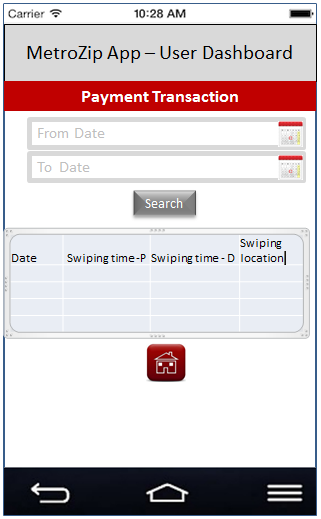 Carrier 10:28 AM
MetroZip App – User Dashboard
Payment Transaction
From Date
To Date
Search
Date Swiping time-P Swiping time - D Swiping
location